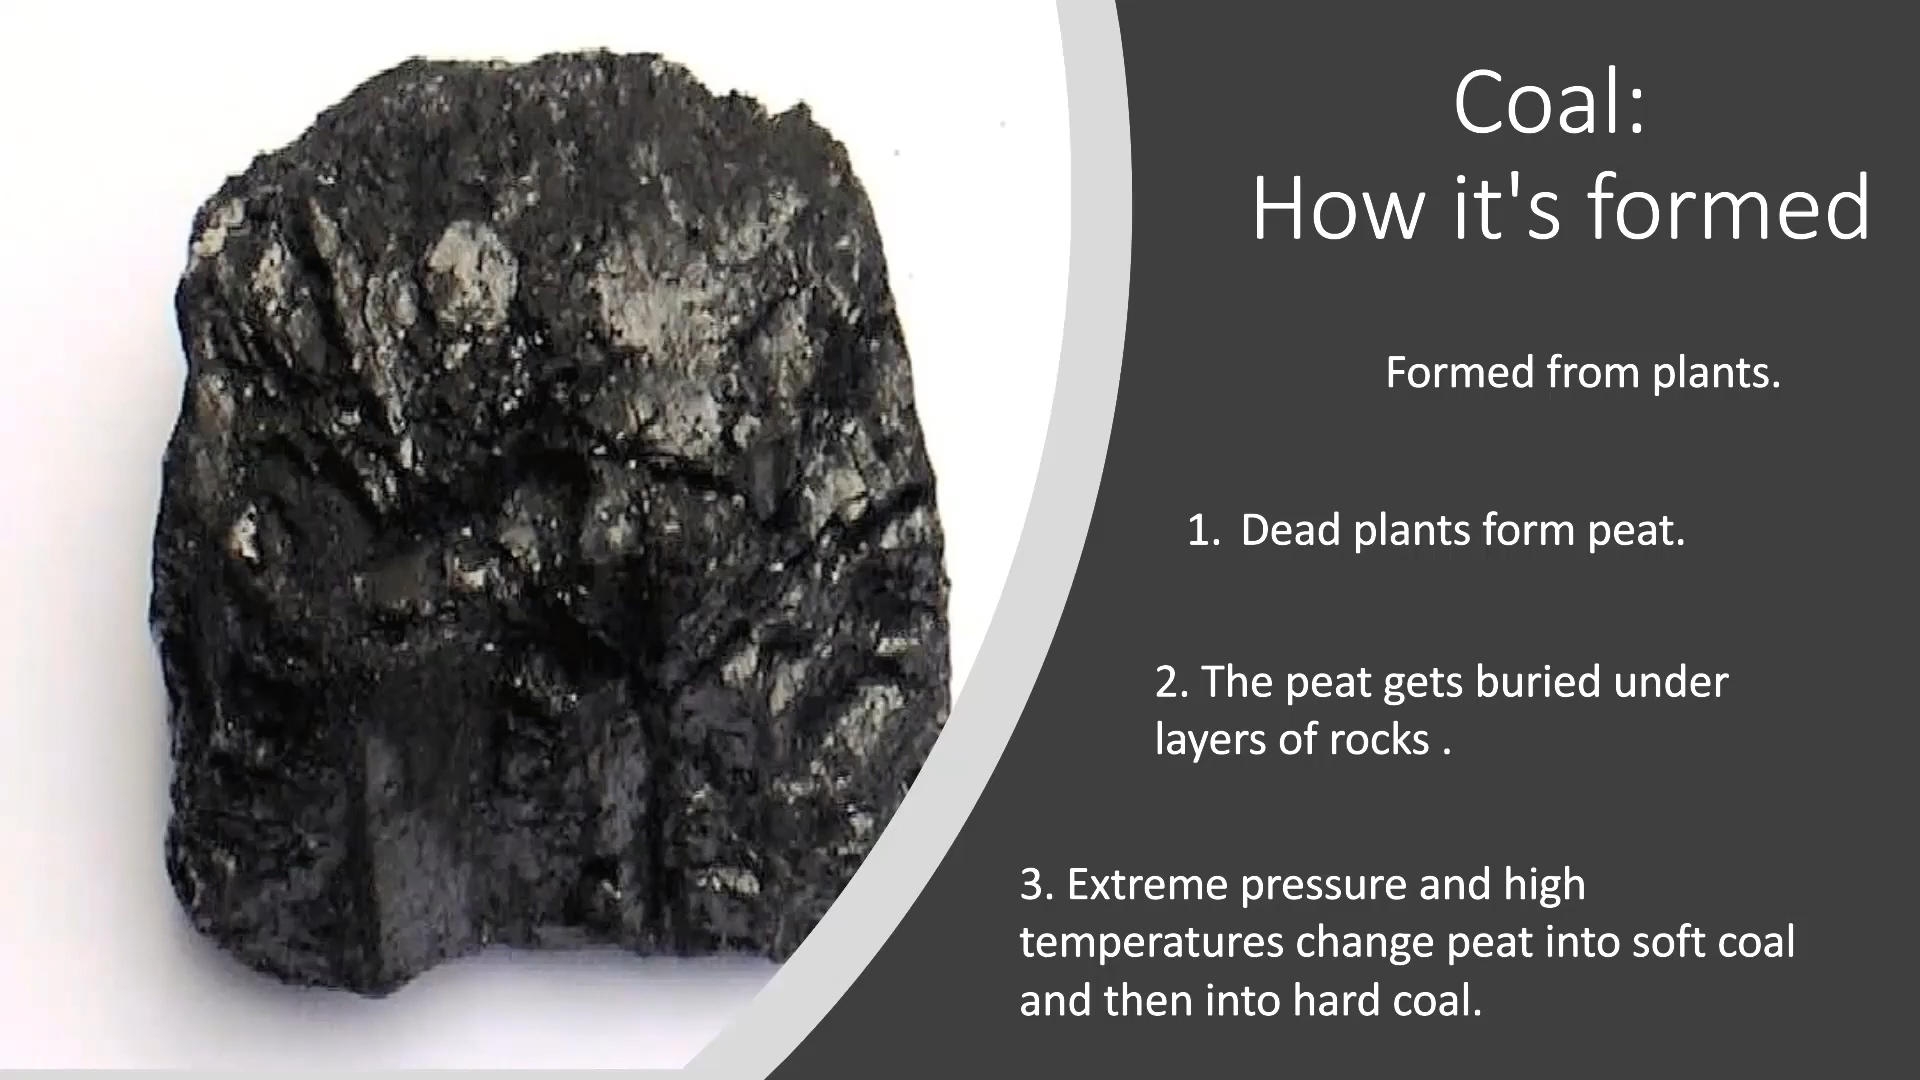 Coal:
How it's formed
Formed from plants.
1. Dead plants form peat.
2. The peat gets buried under
layers of rocks .
3. Extreme pressure and high
temperatures change peat into soft coal
and then into hard coal.